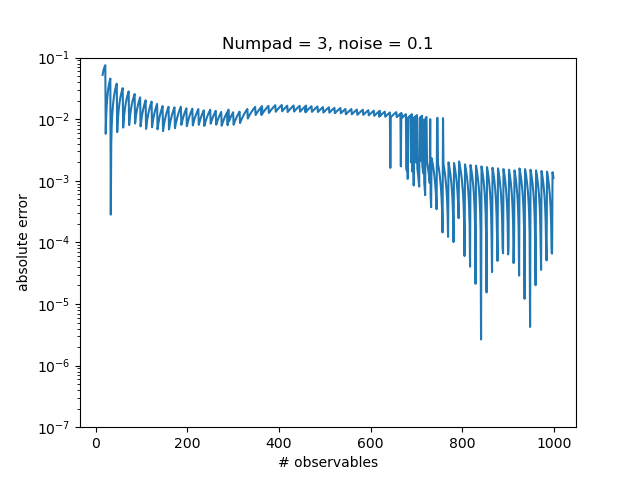 Numpad = 3, noise = 0.1
absolute error
10⁻¹
10⁻²
10⁻³
10⁻⁴
10⁻⁵
10⁻⁶
10⁻⁷
0 200 400 600 800 1000
# observables